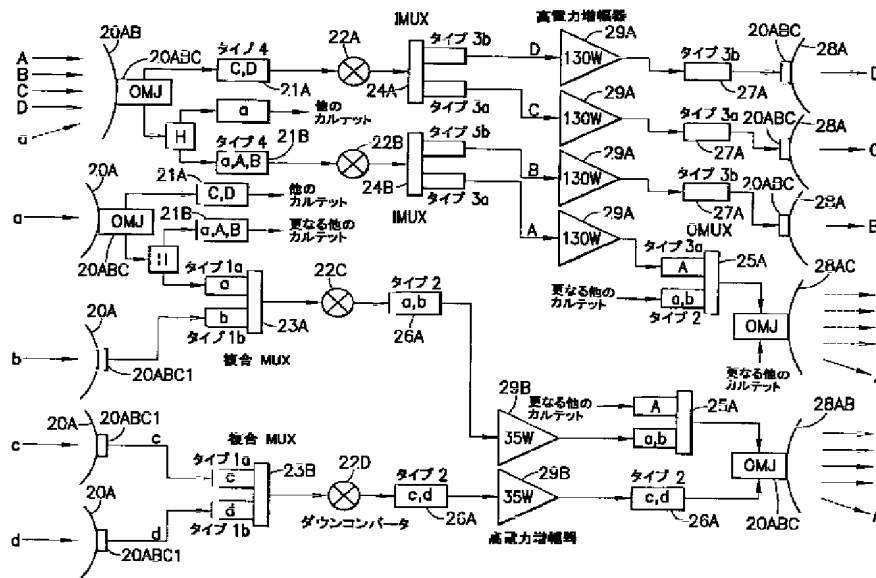 IMUX
高電力増幅器
20AB
20ABC
タイプ 4
22A
タイプ 3b
29A
タイプ 3b
20ABC
28A
A
B
C
D
a
OMJ
C,D
21A
24A
D
130W
27A
D
a
他の
カルテット
タイプ 3a
29A
タイプ 3a
20ABC
28A
H
タイプ 4
C
130W
27A
C
a,A,B
21B
22B
タイプ 3b
29A
タイプ 3b
20ABC
28A
20A
21A
C,D
他の
カルテット
24B
タイプ 3a
B
130W
27A
B
IMUX
OMUX
a
OMJ
21B
a,A,B
更なる他の
カルテット
A
29A
130W
タイプ 3a
A
25A
28AC
20ABC
H
タイプ 1a
a
22C
タイプ 2
a,b
26A
更なる他の
カルテット
a,b
タイプ 2
OMJ
20A
b
タイプ 1b
23A
複合 MUX
更なる他の
カルテット
b
20ABC1
29B
更なる他の
カルテット
A
25A
28AB
20A
20ABC1
c
c
複合 MUX
タイプ 1a
c
23B
22D
タイプ 2
35W
a,b
29B
タイプ 2
OMJ
20A
d
タイプ 1b
c,d
26A
35W
c,d
26A
20ABC
ダウンコンバータ
高電力増幅器
d
d
20ABC1